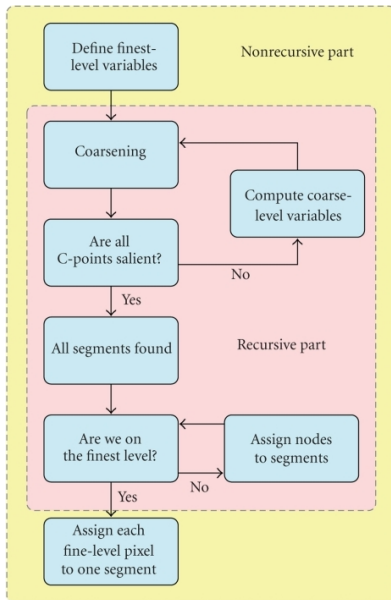 Define finest-
level variables
Nonrecursive part
Coarsening
Compute coarse-
level variables
Are all
C-points salient?
No
Yes
All segments found
Recursive part
Are we on
the finest level?
Assign nodes
to segments
No
Yes
Assign each
fine-level pixel
to one segment